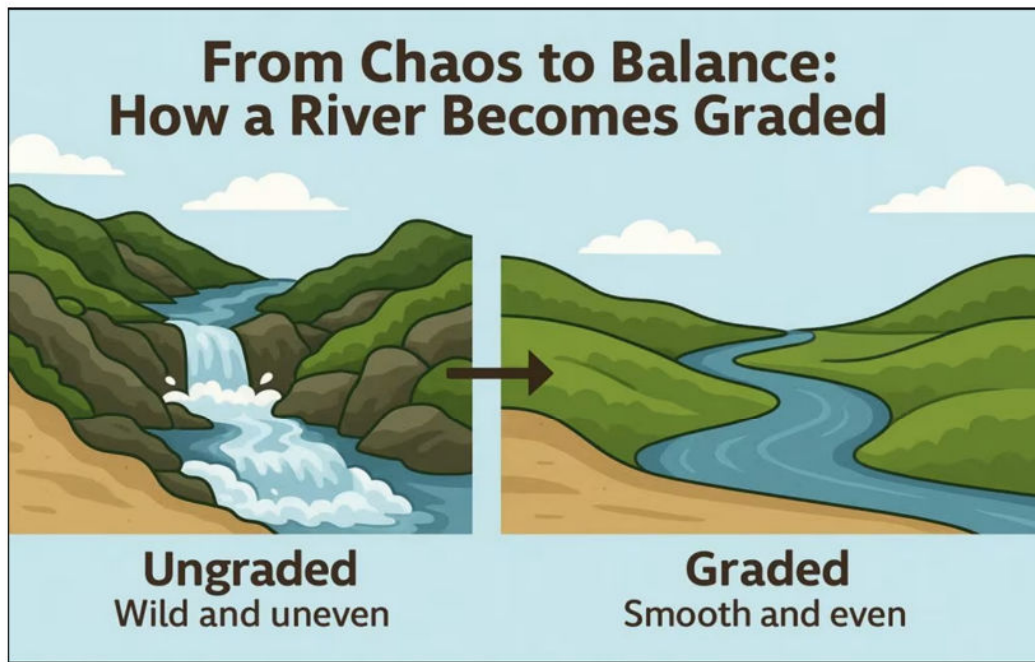 From Chaos to Balance:
How a River Becomes Graded
Ungraded
Wild and uneven
Graded
Smooth and even